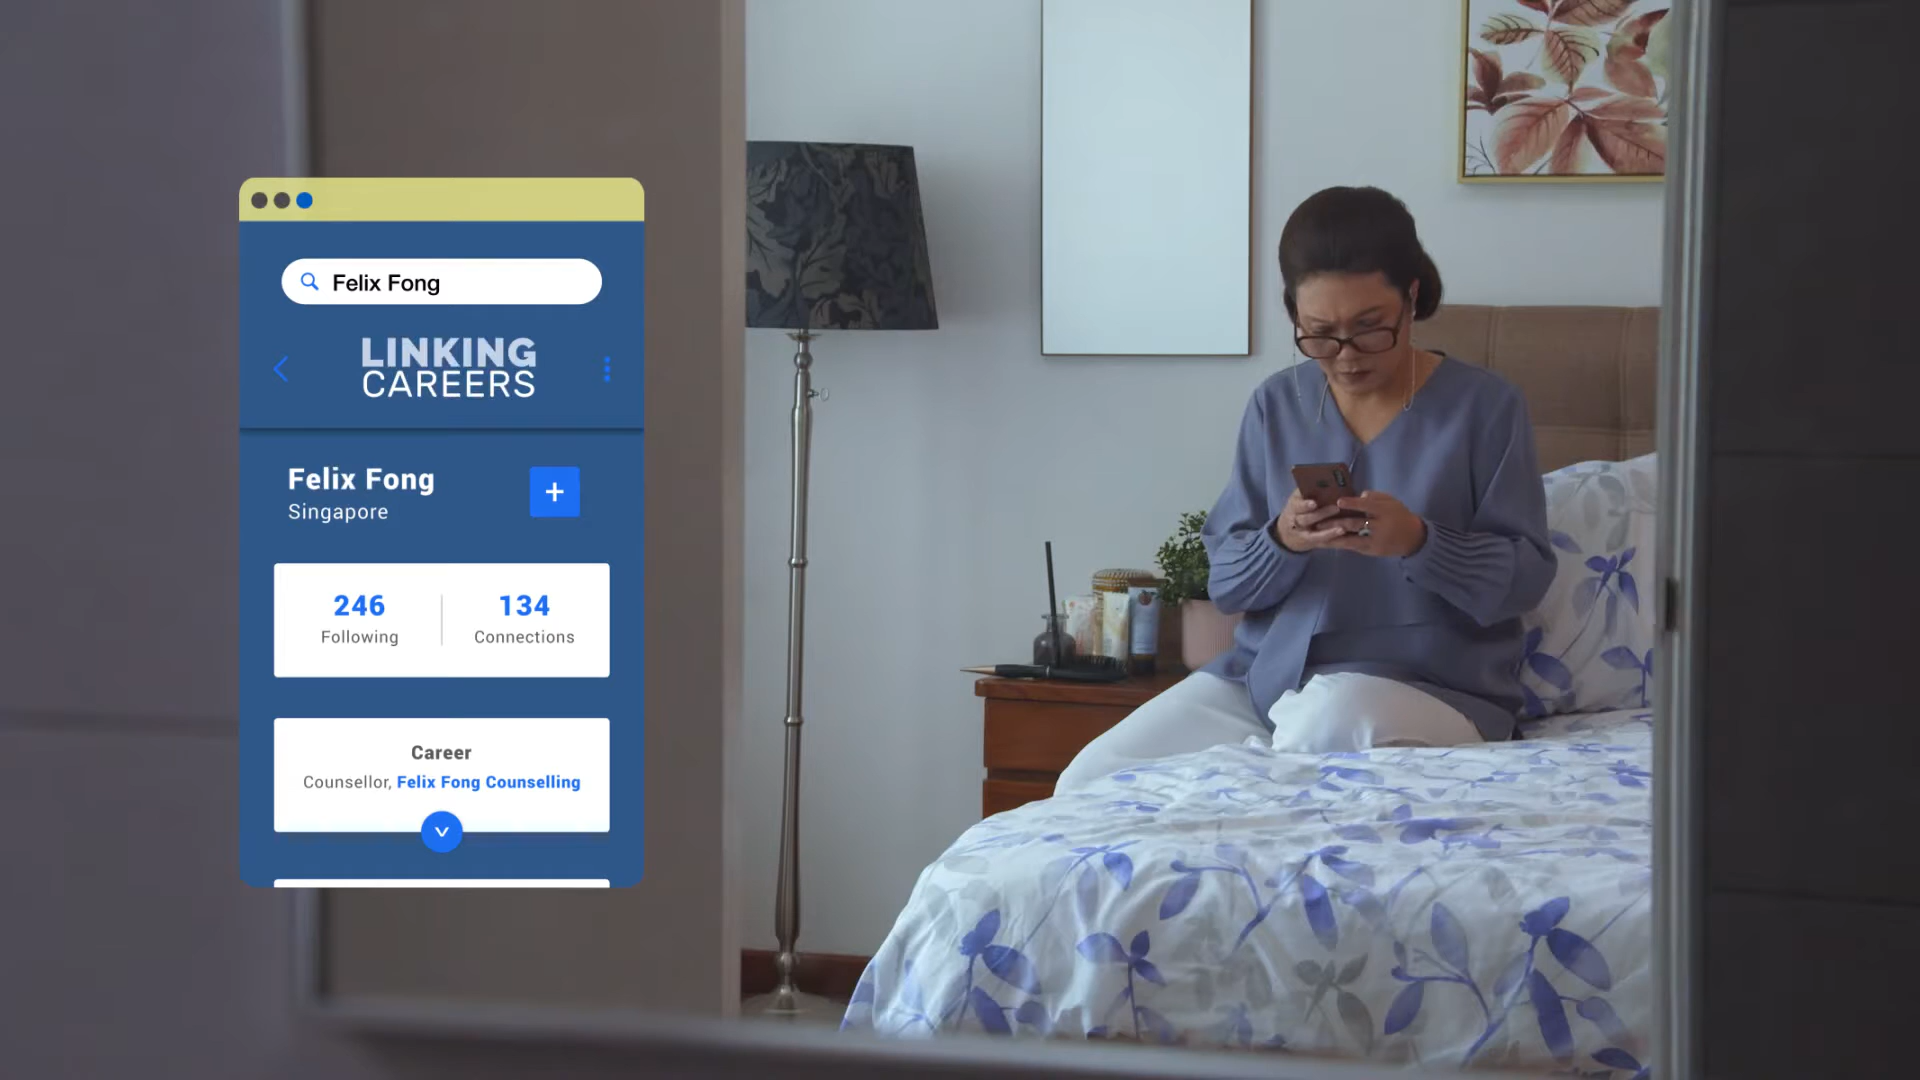 Felix Fong
LINKING
CAREERS
Felix Fong
Singapore
246
Following
134
Connections
Career
Counsellor, Felix Fong Counselling